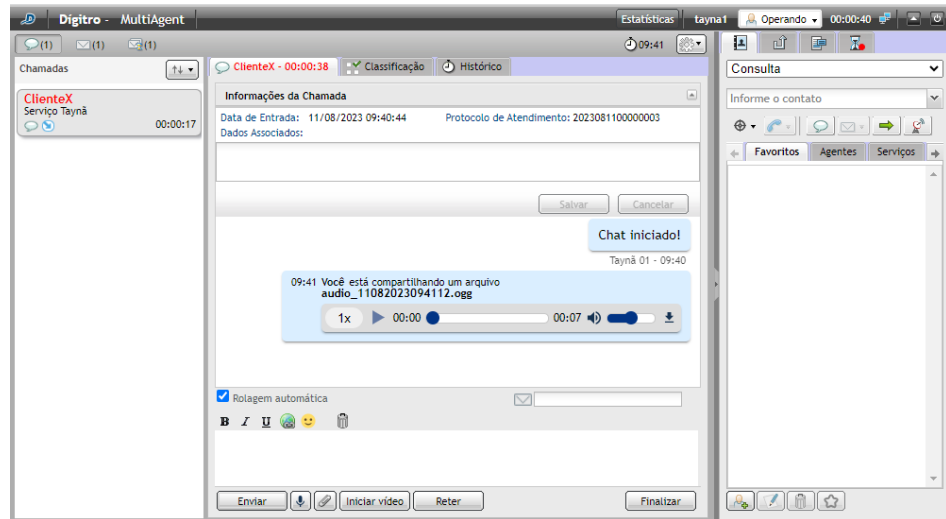 Dígitro - MultiAgent
Estatísticas tayna1 Operando 00:00:40
(1) (1) (1)
09:41
Chamadas
ClienteX
Serviço Taynã
00:00:17
ClienteX - 00:00:38 Classificação Histórico
Informações da Chamada
Data de Entrada: 11/08/2023 09:40:44 Protocolo de Atendimento: 2023081100000003
Dados Associados:
Salvar Cancelar
Chat iniciado!
Taynã 01 - 09:40
09:41 Você está compartilhando um arquivo
audio_11082023094112.ogg
1x 00:00 00:07
Rolagem automática
B I U
Enviar Iniciar vídeo Reter Finalizar
Consulta
Informe o contato
Favoritos Agentes Serviços